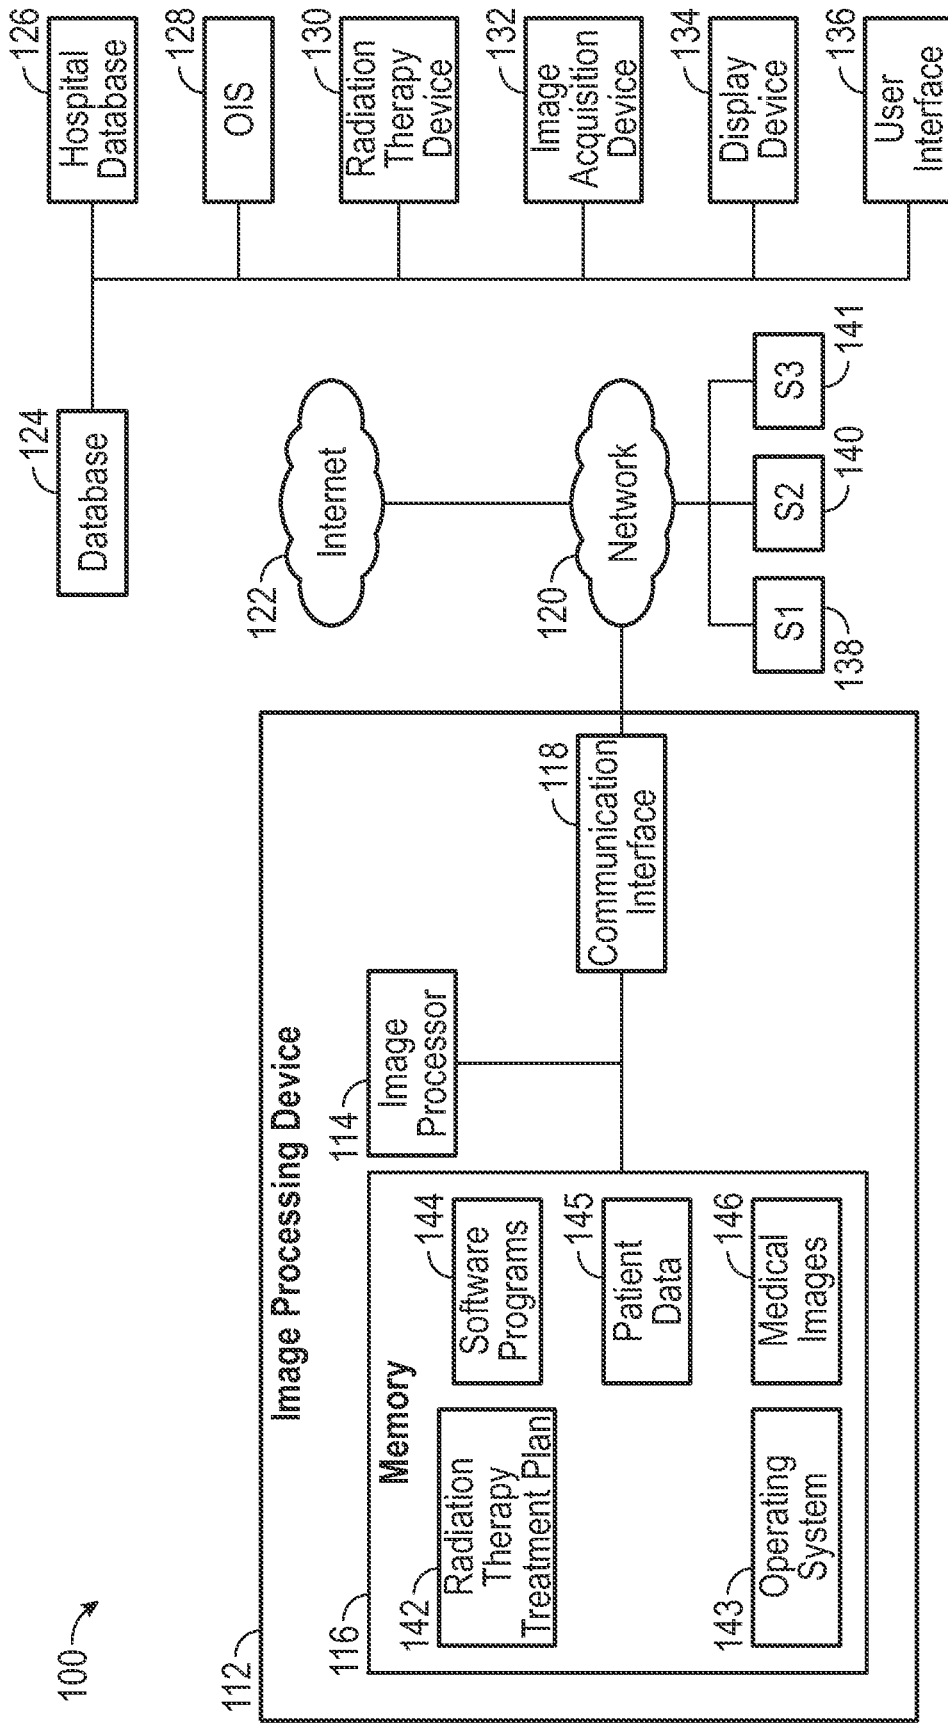 100
112
Image Processing Device
116
Memory
142
Radiation
Therapy
Treatment Plan
144
Software
Programs
145
Patient
Data
143
Operating
System
146
Medical
Images
114
Image
Processor
118
Communication
Interface
122
Internet
120
Network
S1
138
S2
140
S3
141
124
Database
126
Hospital
Database
128
OIS
130
Radiation
Therapy
Device
132
Image
Acquisition
Device
134
Display
Device
136
User
Interface